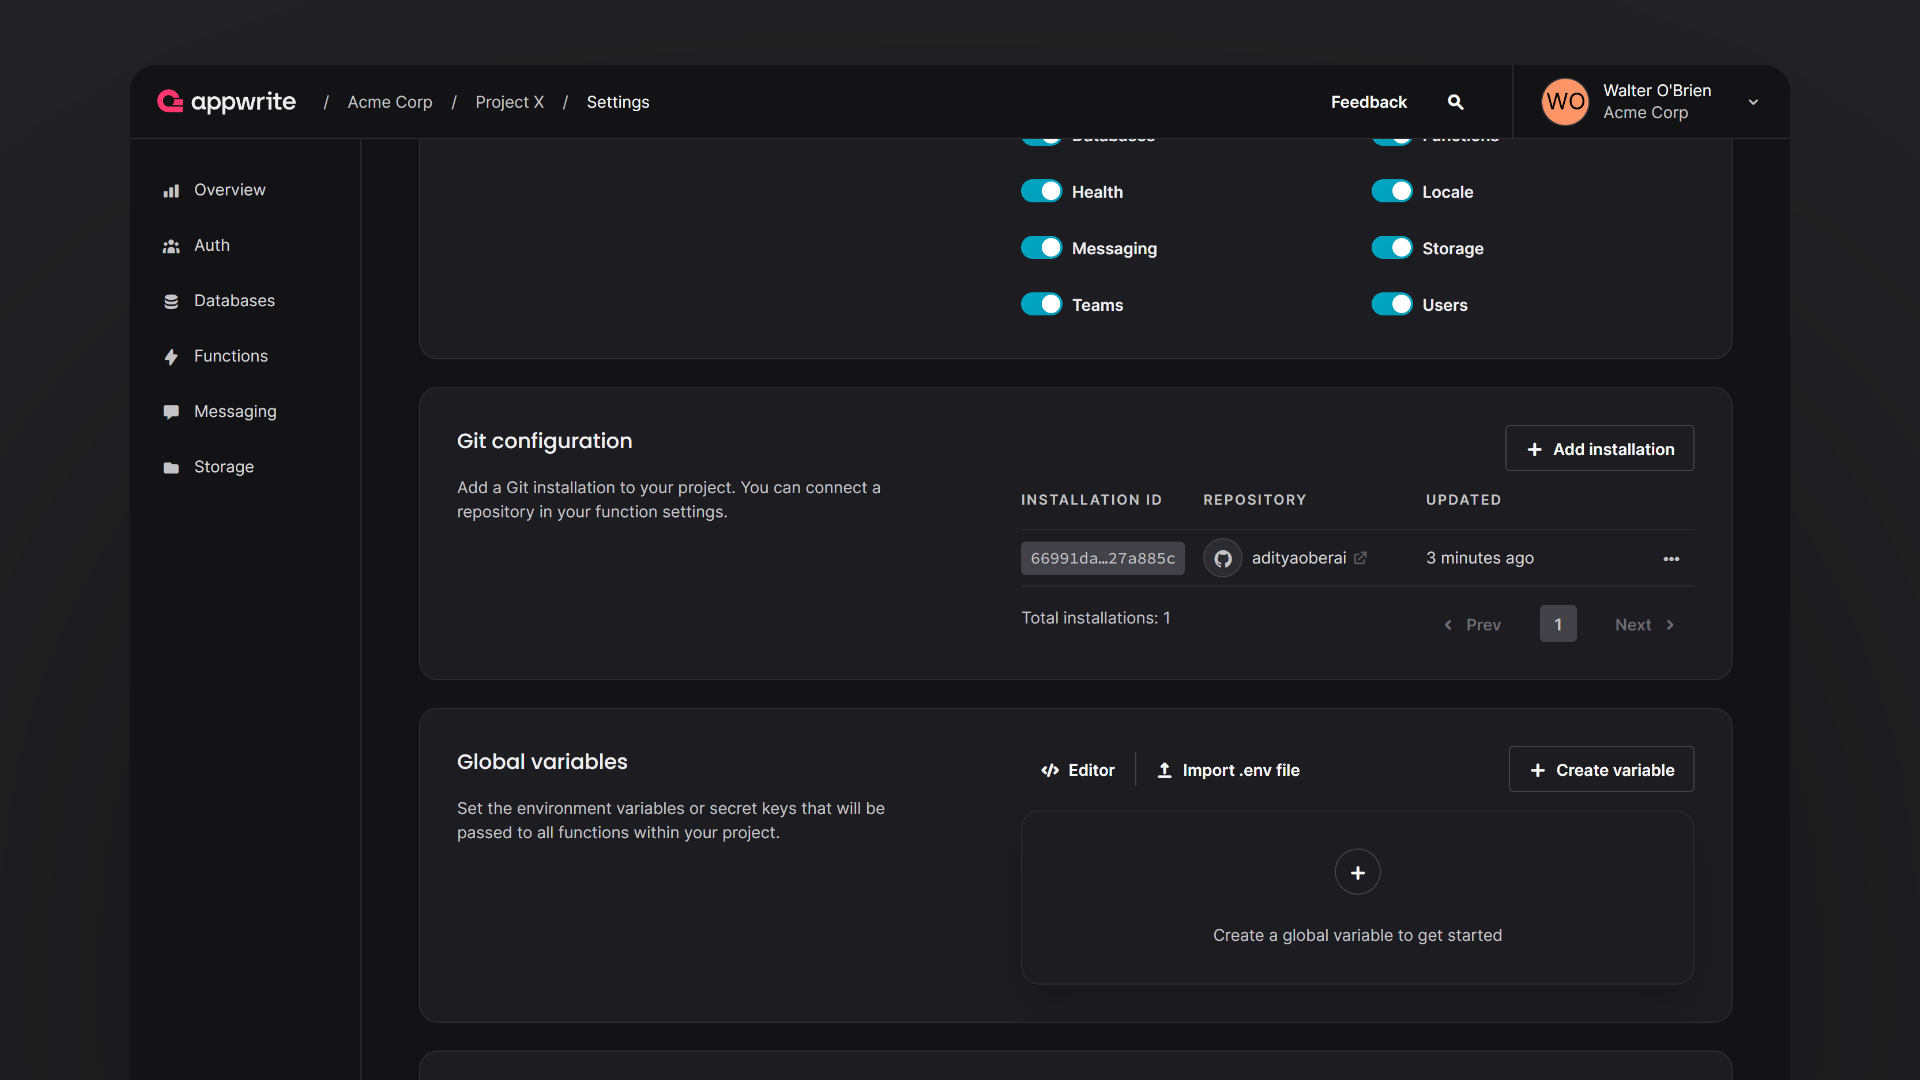 appwrite / Acme Corp / Project X / Settings
Feedback
WO
Walter O'Brien
Acme Corp
Overview
Auth
Databases
Functions
Messaging
Storage
Databases
Functions
Health
Locale
Messaging
Storage
Teams
Users
Git configuration
Add a Git installation to your project. You can connect a
repository in your function settings.
Add installation
INSTALLATION ID REPOSITORY UPDATED
66991da…27a885c adityaoberai 3 minutes ago
Total installations: 1
Prev 1 Next
Global variables
Set the environment variables or secret keys that will be
passed to all functions within your project.
Editor
Import .env file
Create variable
Create a global variable to get started